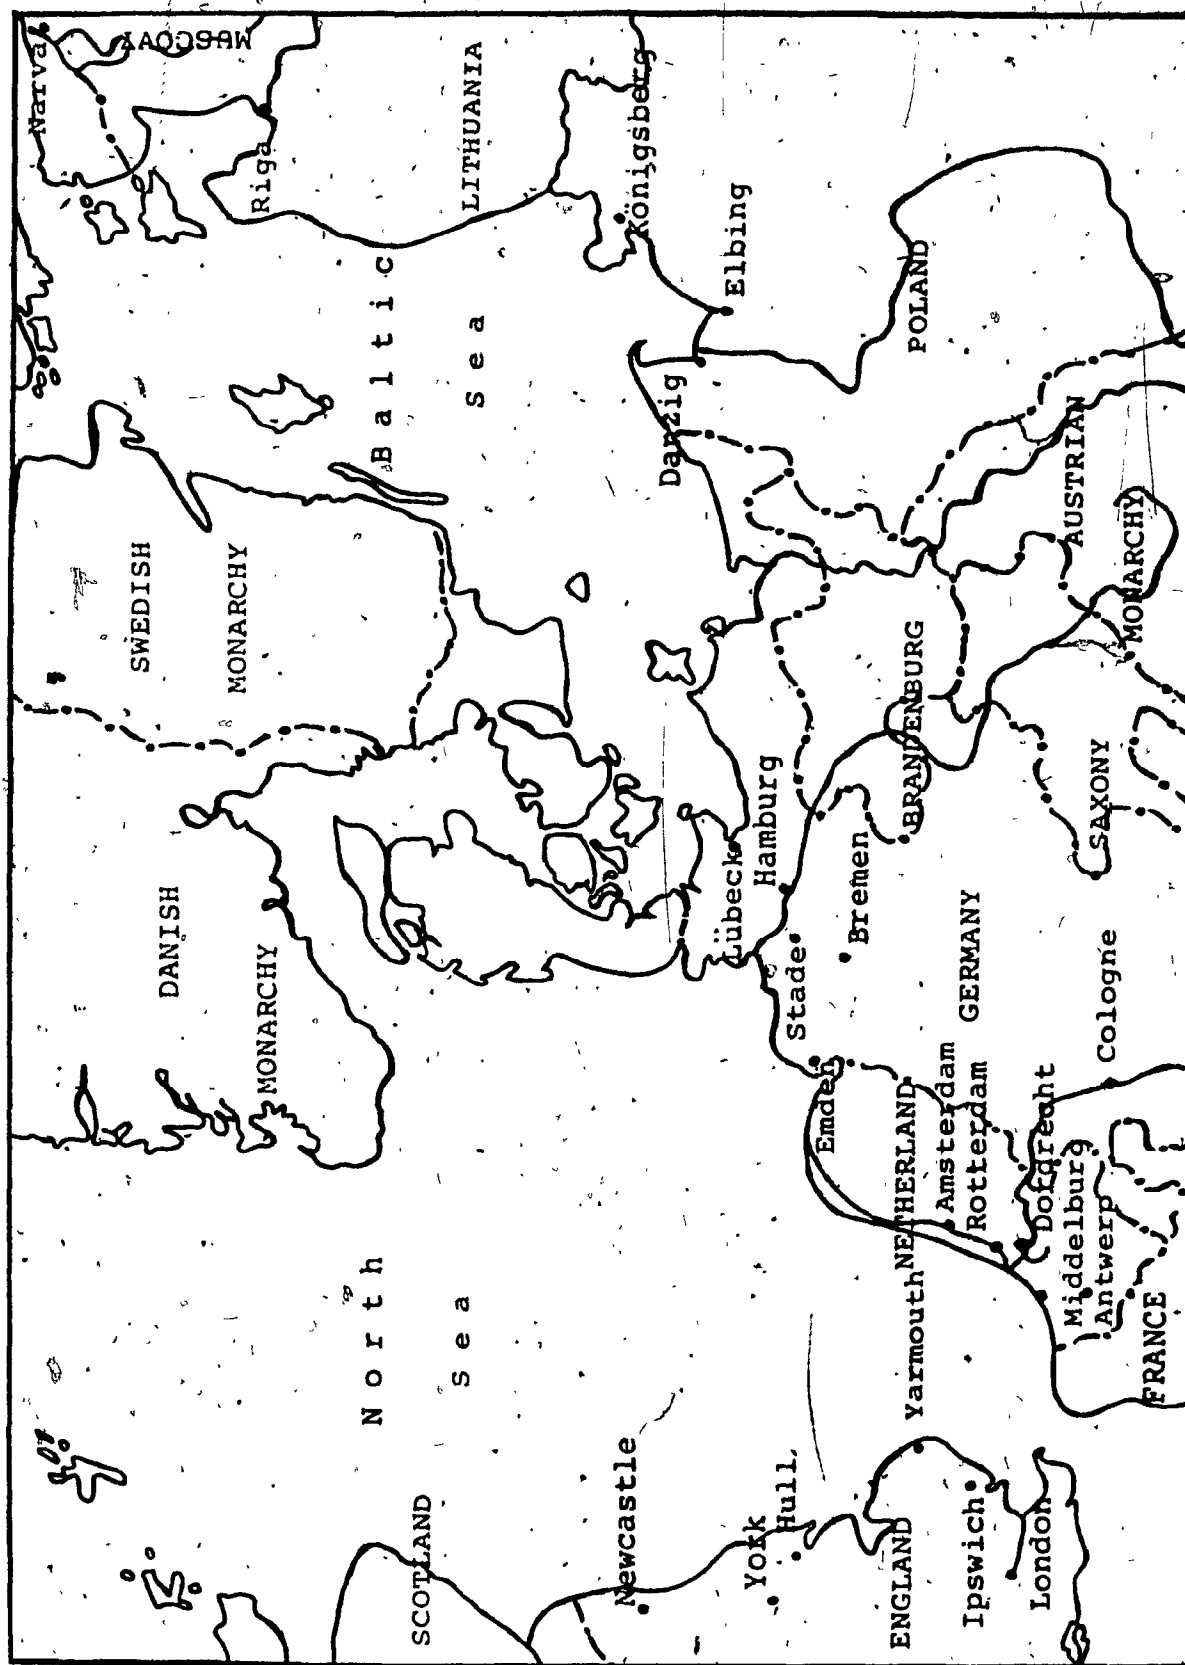 SCOTLAND
Newcastle
York
Hull
ENGLAND
Ipswich
London
Yarmouth
North
Sea
DANISH
MONARCHY
SWEDISH
MONARCHY
Baltic
Sea
Narva
MUSCOVY
Riga
LITHUANIA
Königsberg
Elbing
Danzig
POLAND
AUSTRIAN
MONARCHY
BRANDENBURG
SAXONY
Lübeck
Hamburg
Stade
Bremen
Emden
GERMANY
NETHERLAND
Amsterdam
Rotterdam
Dordrecht
Cologne
Middelburg
Antwerp
FRANCE